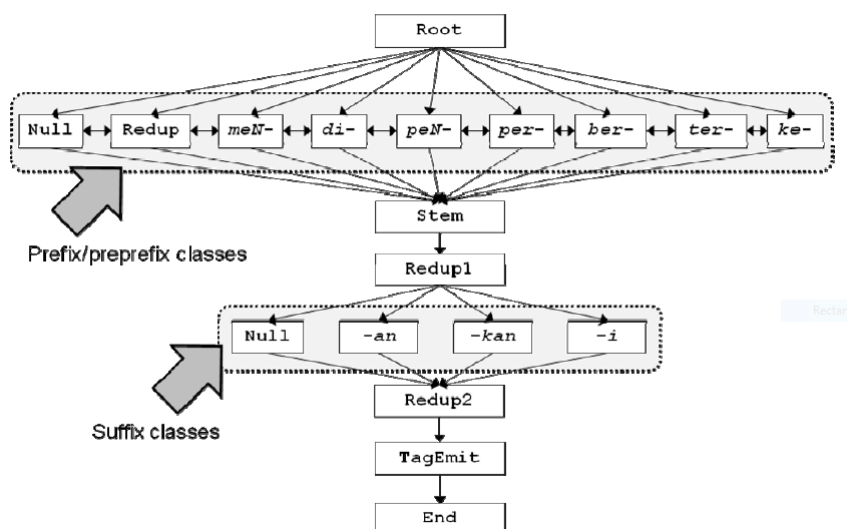 Root
Null Redup meN- di- peN- per- ber- ter- ke-
Stem
Prefix/preprefix classes
Redup1
Null -an -kan -i
Redup2
Suffix classes
TagEmit
End